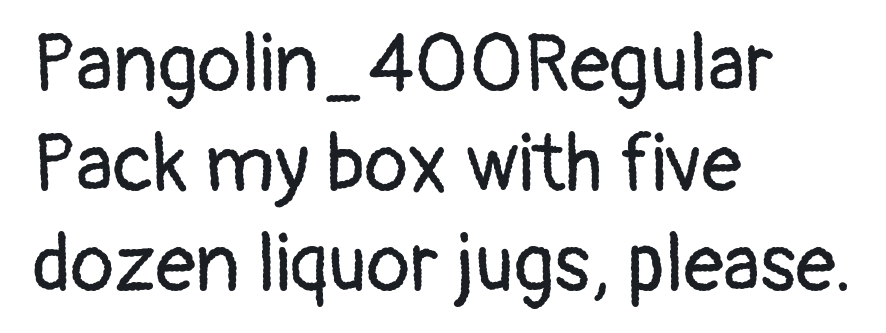 Pangolin_400Regular
Pack my box with five
dozen liquor jugs, please.